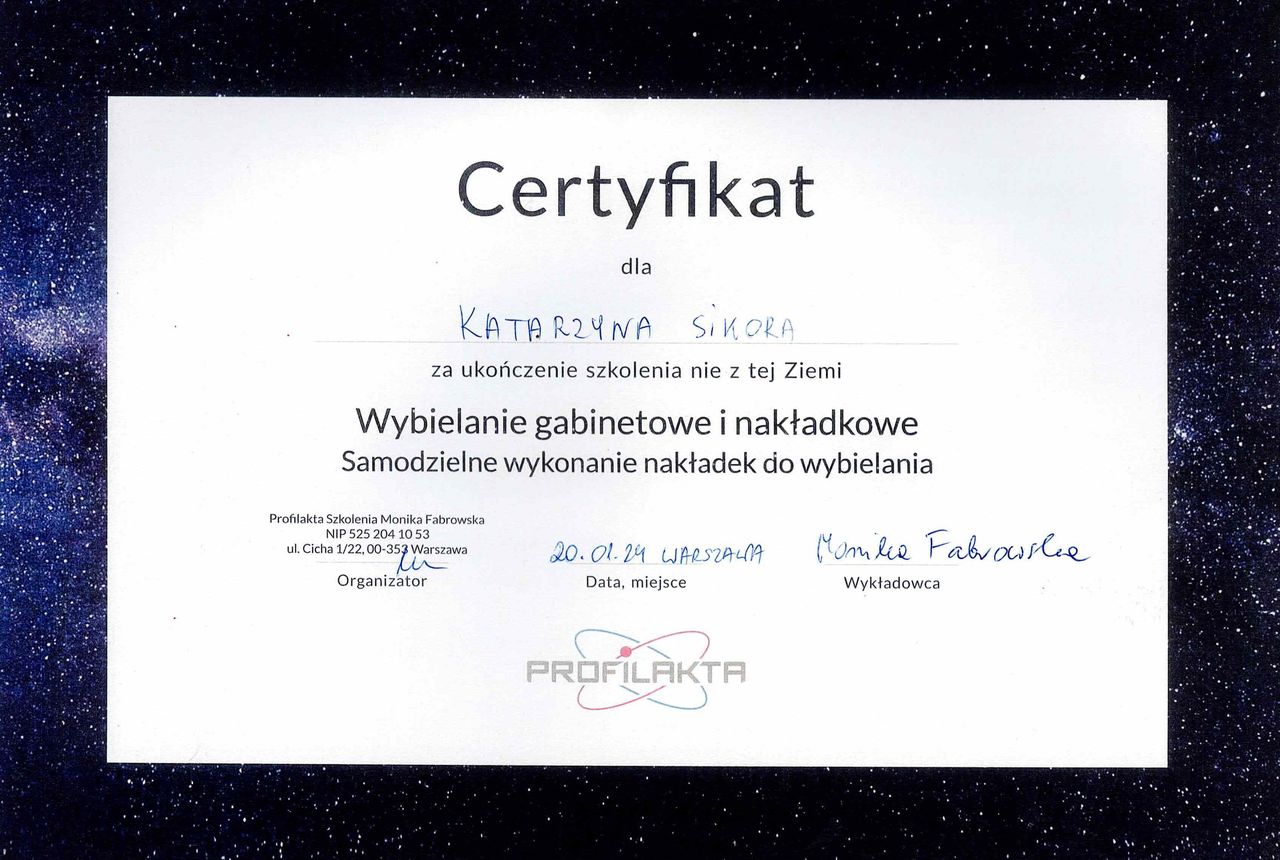 Certyfikat
dla
KATARZYNA SIKORA
za ukończenie szkolenia nie z tej Ziemi
Wybielanie gabinetowe i nakładkowe
Samodzielne wykonanie nakładek do wybielania
Profilakta Szkolenia Monika Fabrowska
NIP 525 204 10 53
ul. Cicha 1/22, 00-353 Warszawa
Organizator
20.01.24 WARSZAWA
Data, miejsce
Monika Fabrowska
Wykładowca
PROFILAKTA